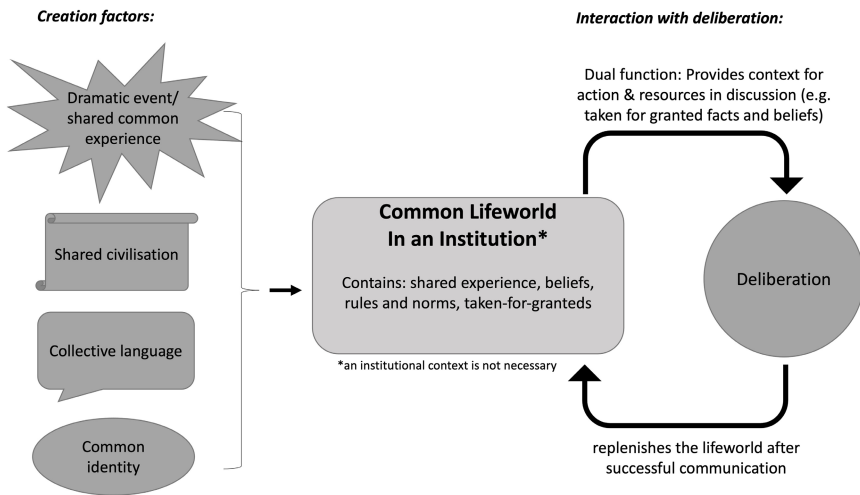 Creation factors:
Dramatic event/
shared common
experience
Shared civilisation
Collective language
Common
identity
Common Lifeworld
In an Institution*
Contains: shared experience, beliefs,
rules and norms, taken-for-granteds
*an institutional context is not necessary
Interaction with deliberation:
Dual function: Provides context for
action & resources in discussion (e.g.
taken for granted facts and beliefs)
Deliberation
replenishes the lifeworld after
successful communication